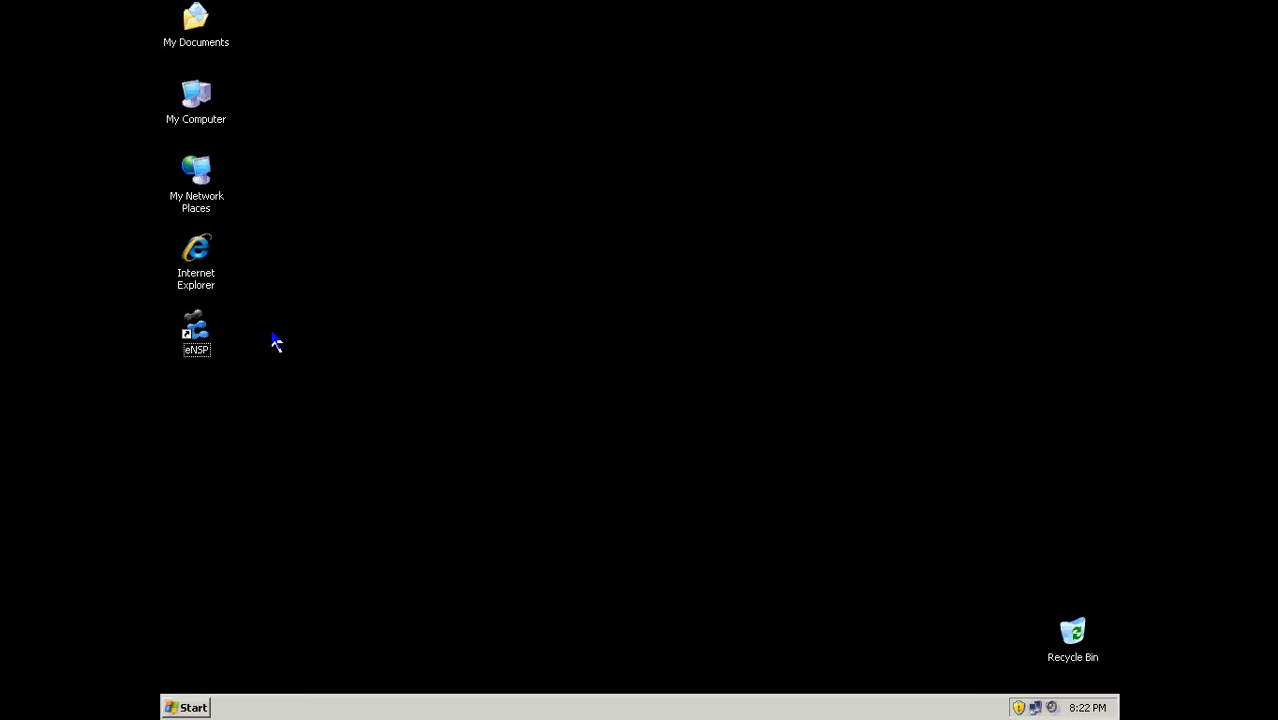 My Documents
My Computer
My Network
Places
Internet
Explorer
eNSP
Recycle Bin
Start
8:22 PM